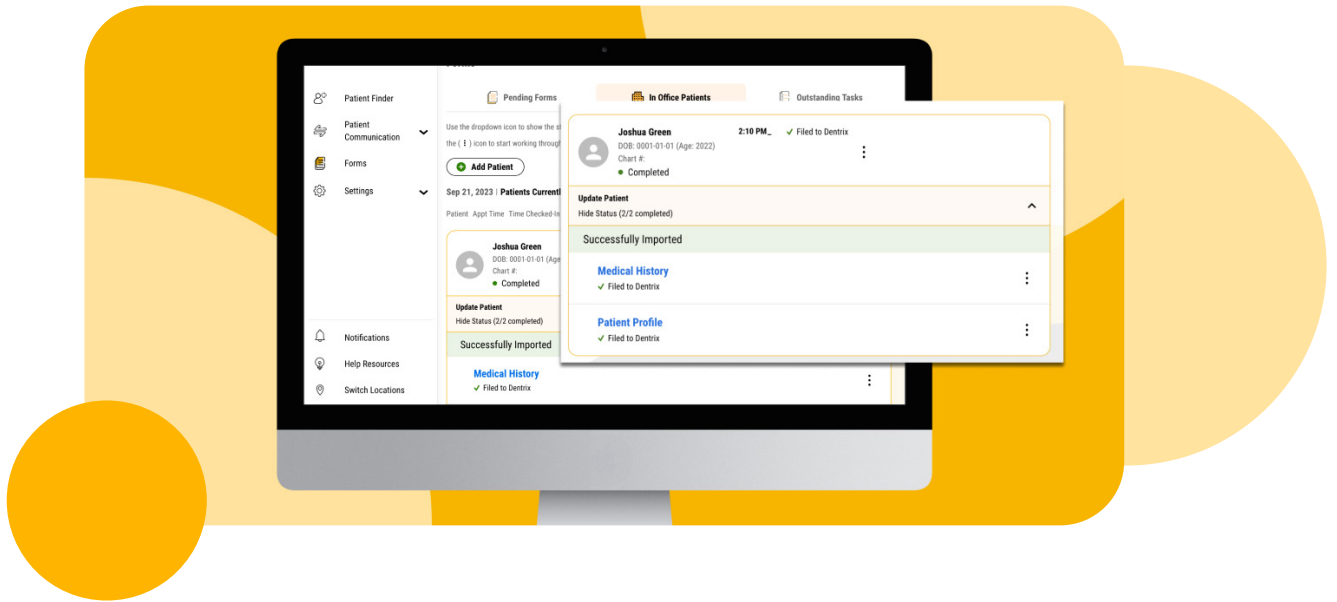 Patient Finder
Patient
Communication
Forms
Settings
Notifications
Help Resources
Switch Locations
Pending Forms
In Office Patients
Outstanding Tasks
Use the dropdown icon to show the
the ( ⋮ ) icon to start working
Add Patient
Sep 21, 2023 | Patients
Patient Appt Time Time Checked-In
Joshua Green
DOB: 0001-01-01 (Age
Chart #:
Completed
Update Patient
Hide Status (2/2 completed)
Successfully Imported
Medical History
Filed to Dentrix
Joshua Green
2:10 PM_
Filed to Dentrix
DOB: 0001-01-01 (Age: 2022)
Chart #:
Completed
Update Patient
Hide Status (2/2 completed)
Successfully Imported
Medical History
Filed to Dentrix
Patient Profile
Filed to Dentrix